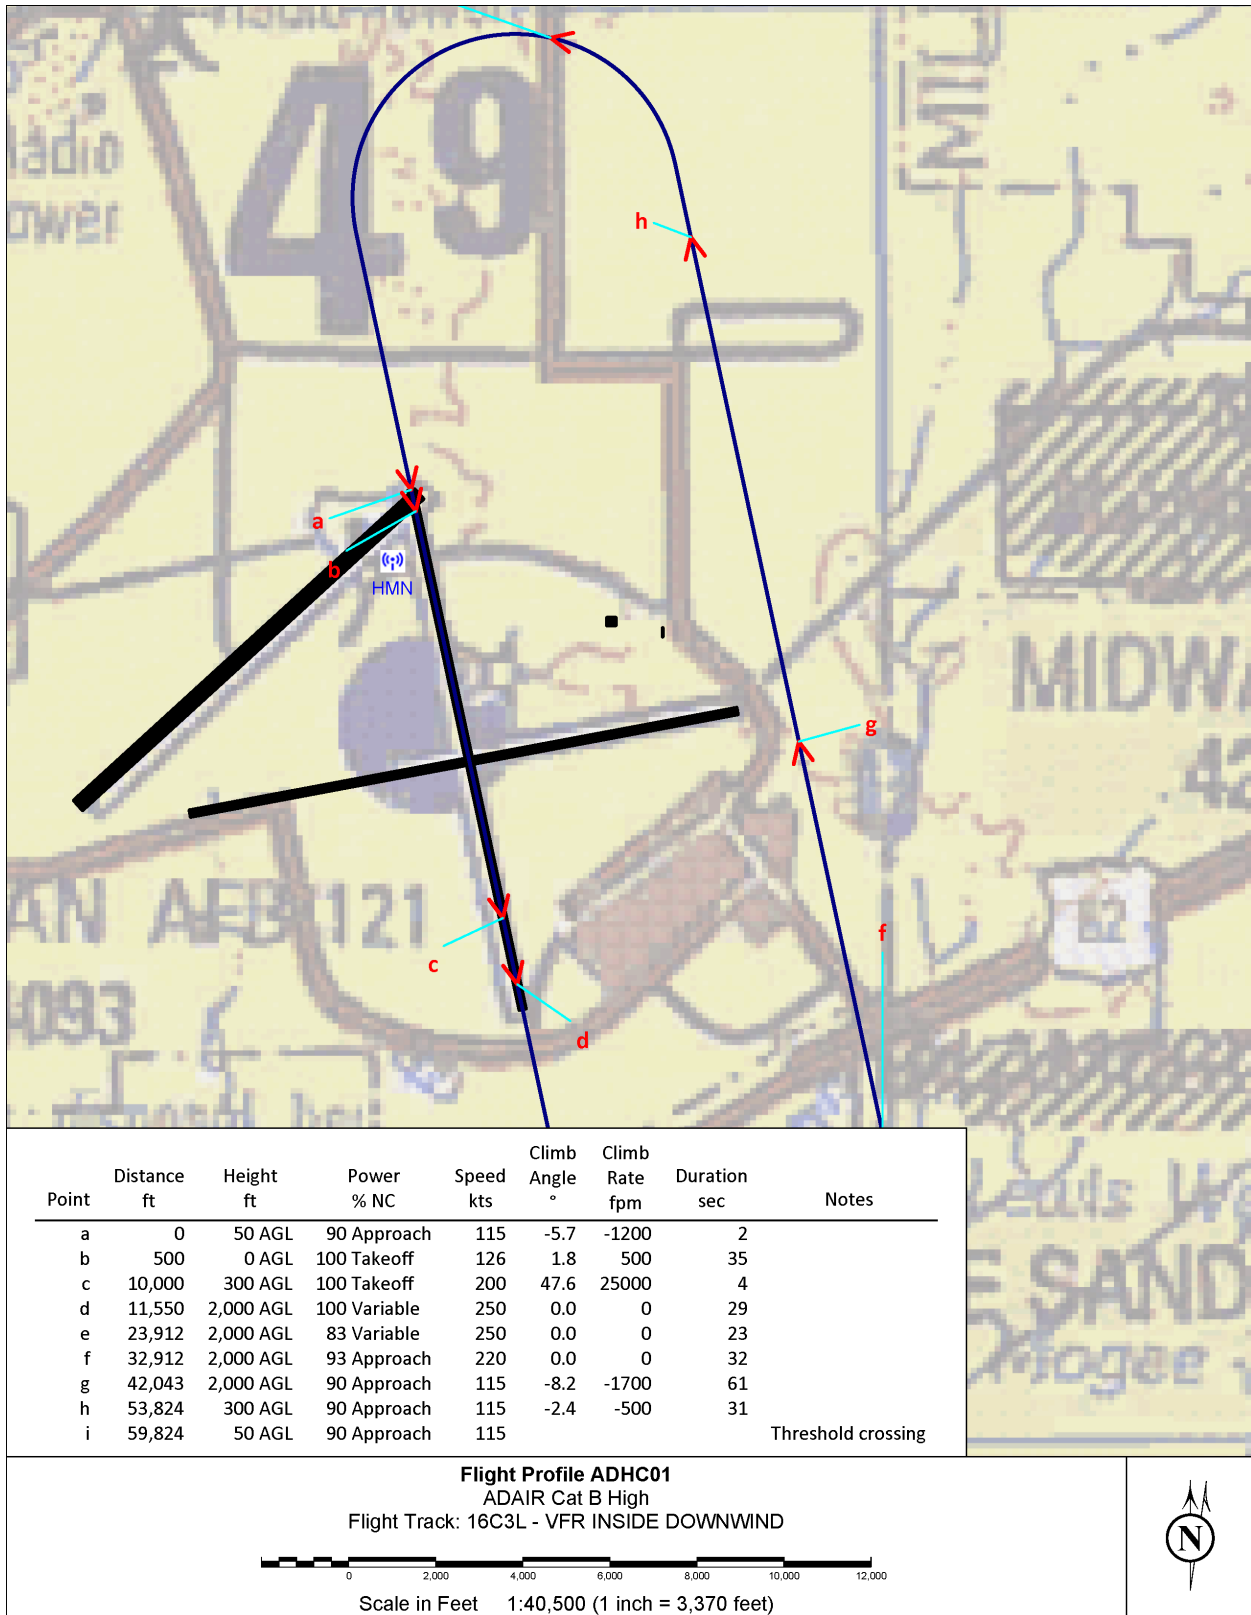 49
MIL
adio
ower
h
a
b
HMN
MIDWA
g
42
f
AN AFB 121
c
093
d
Point Distance ft Height ft Power % NC Speed kts Climb Angle ° Climb Rate fpm Duration sec Notes
a 0 50 AGL 90 Approach 115 -5.7 -1200 2
b 500 0 AGL 100 Takeoff 126 1.8 500 35
c 10,000 300 AGL 100 Takeoff 200 47.6 25000 4
d 11,550 2,000 AGL 100 Variable 250 0.0 0 29
e 23,912 2,000 AGL 83 Variable 250 0.0 0 23
f 32,912 2,000 AGL 93 Approach 220 0.0 0 32
g 42,043 2,000 AGL 90 Approach 115 -8.2 -1700 61
h 53,824 300 AGL 90 Approach 115 -2.4 -500 31
i 59,824 50 AGL 90 Approach 115 Threshold crossing
E SAND
Flight Profile ADHC01
ADAIR Cat B High
Flight Track: 16C3L - VFR INSIDE DOWNWIND
0 2,000 4,000 6,000 8,000 10,000 12,000
Scale in Feet 1:40,500 (1 inch = 3,370 feet)
N